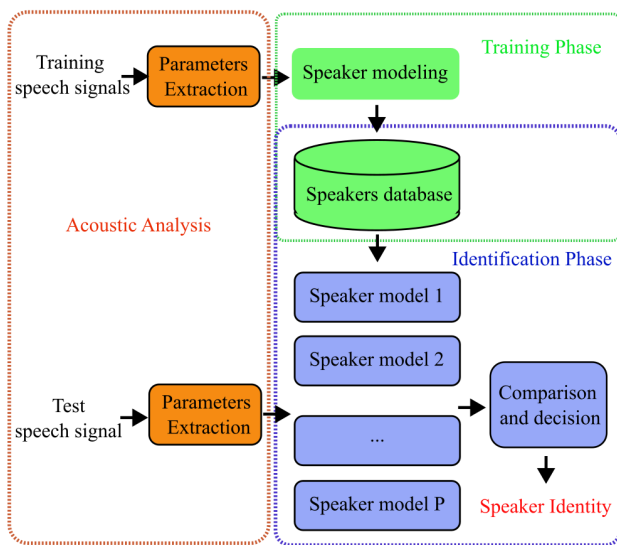 Training Phase
Training
speech signals
Parameters
Extraction
Speaker modeling
Speakers database
Acoustic Analysis
Identification Phase
Speaker model 1
Speaker model 2
Test
speech signal
Parameters
Extraction
...
Comparison
and decision
Speaker model P
Speaker Identity